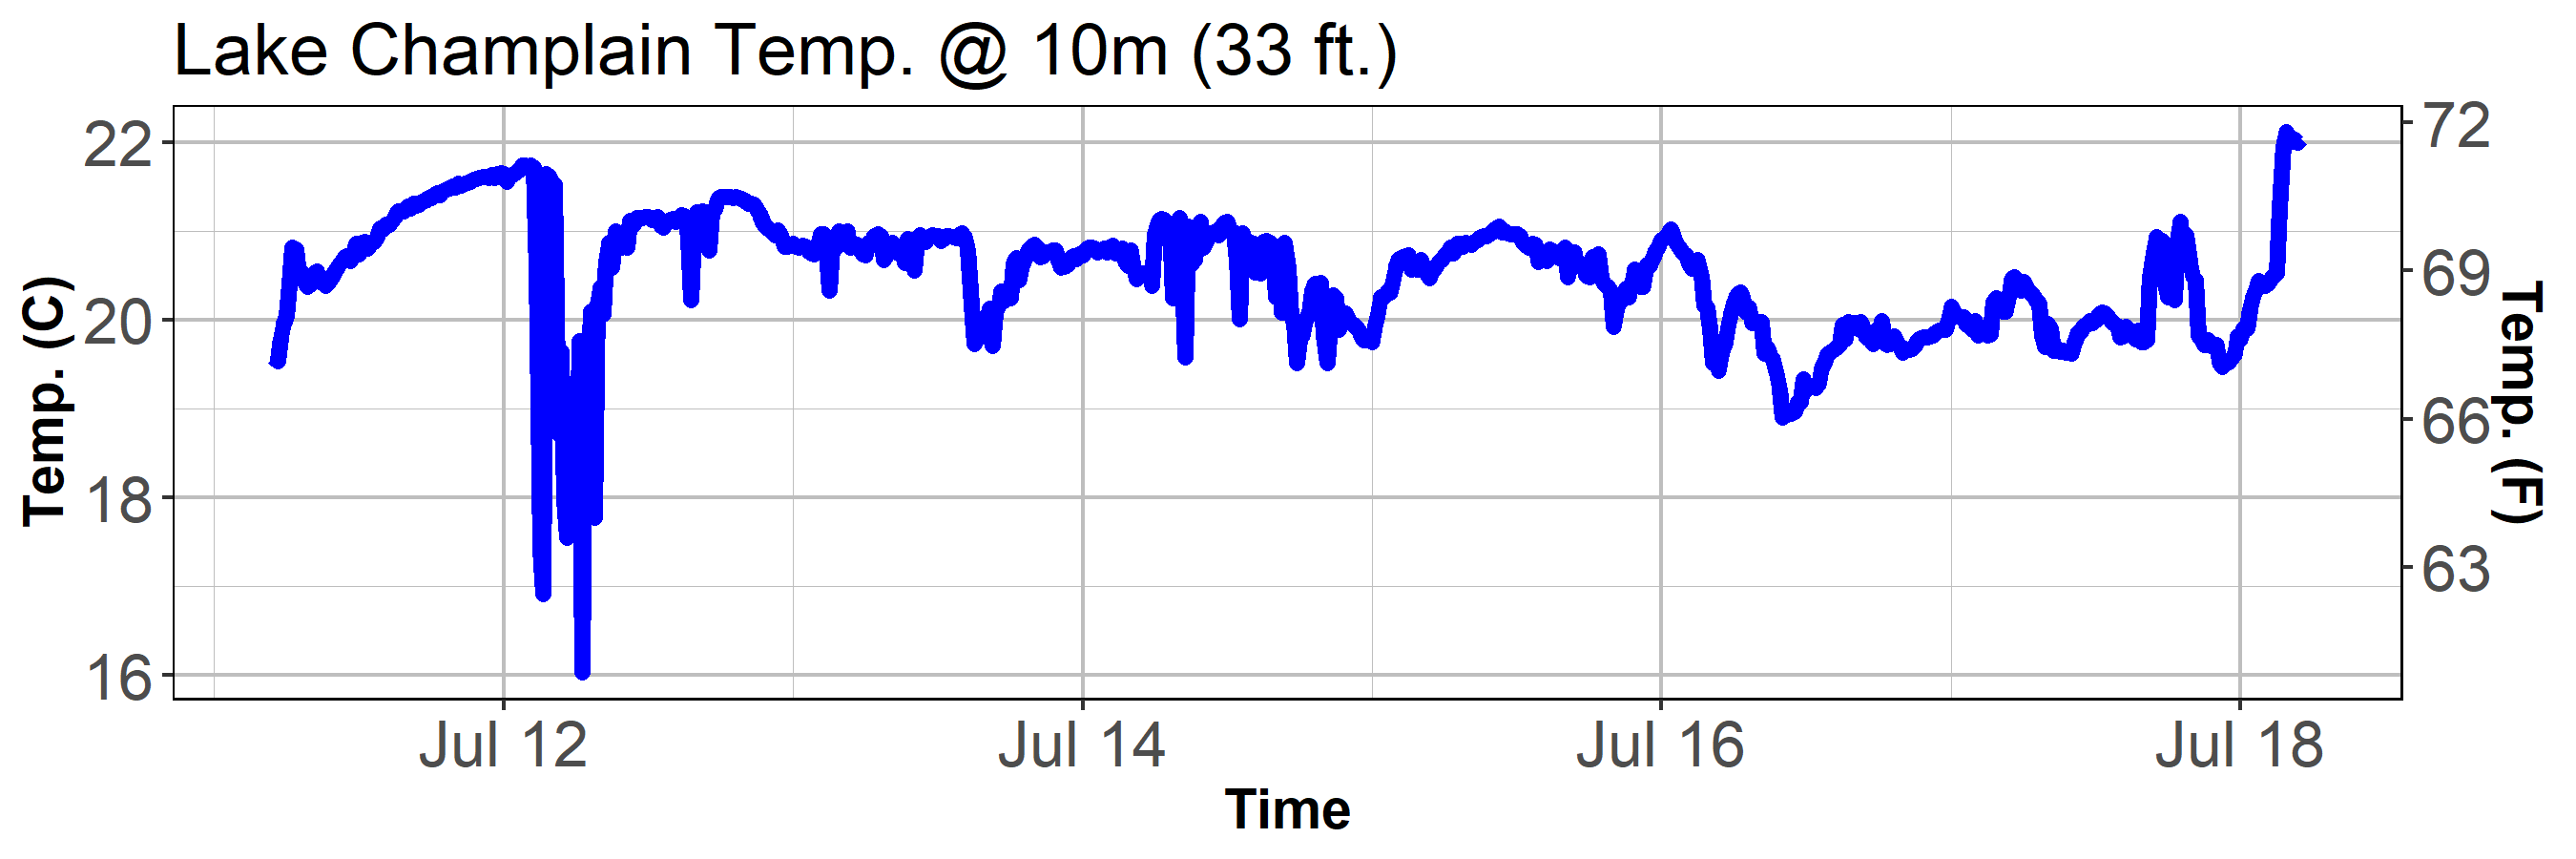 Lake Champlain Temp. @ 10m (33 ft.)
Temp. (C)
22
20
18
16
72
69
66
63
Temp. (F)
Jul 12
Jul 14
Jul 16
Jul 18
Time